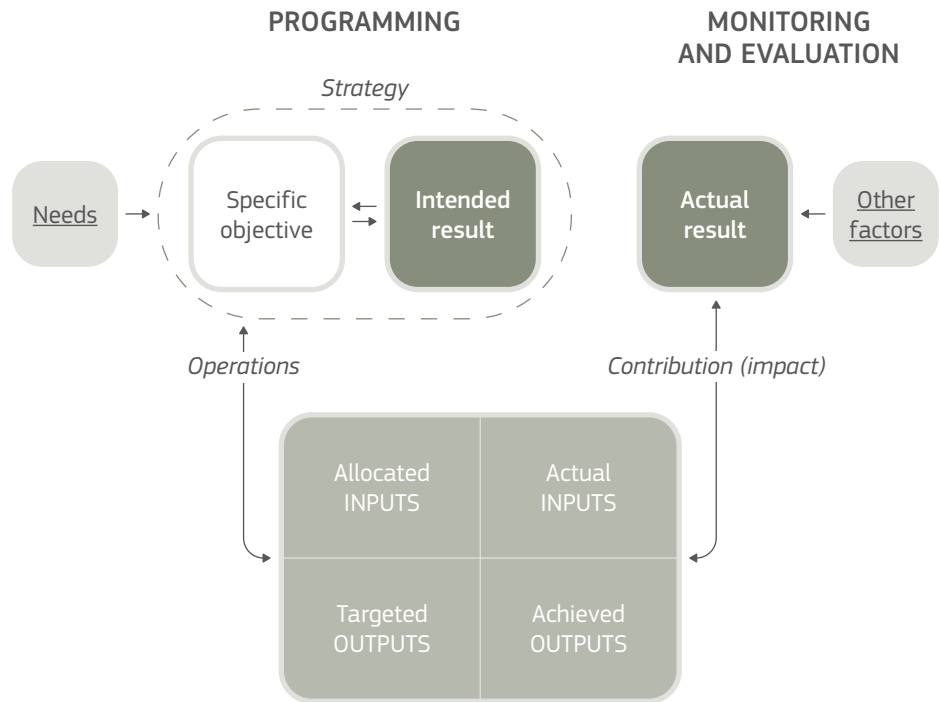 PROGRAMMING
MONITORING
AND EVALUATION
Strategy
Needs
Specific
objective
Intended
result
Actual
result
Other
factors
Operations
Contribution (impact)
Allocated
INPUTS
Actual
INPUTS
Targeted
OUTPUTS
Achieved
OUTPUTS